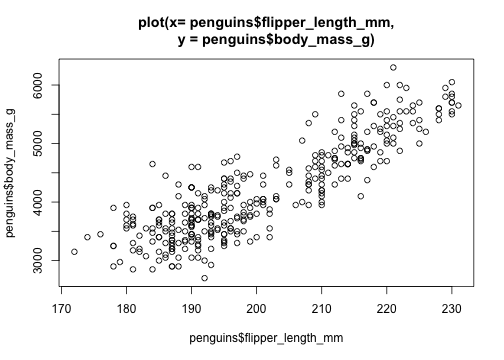 plot(x= penguins$flipper_length_mm,
y = penguins$body_mass_g)
6000
5000
4000
3000
penguins$body_mass_g
170 180 190 200 210 220 230
penguins$flipper_length_mm